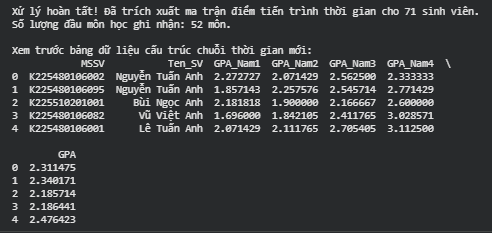 Xử lý hoàn tất! Đã trích xuất ma trận điểm tiến trình thời gian cho 71 sinh viên.
Số lượng đầu môn học ghi nhận: 52 môn.
Xem trước bảng dữ liệu cấu trúc chuỗi thời gian mới:
MSSV Ten_SV GPA_Nam1 GPA_Nam2 GPA_Nam3 GPA_Nam4 \
0 K225480106002 Nguyễn Tuấn Anh 2.272727 2.071429 2.562500 2.333333
1 K225480106095 Nguyễn Tuấn Anh 1.857143 2.257576 2.545714 2.771429
2 K225510201001 Bùi Ngọc Anh 2.181818 1.900000 2.166667 2.600000
3 K225480106082 Vũ Việt Anh 1.696000 1.842105 2.411765 3.028571
4 K225480106001 Lê Tuấn Anh 2.071429 2.111765 2.705405 3.112500
GPA
0 2.311475
1 2.340171
2 2.185714
3 2.186441
4 2.476423